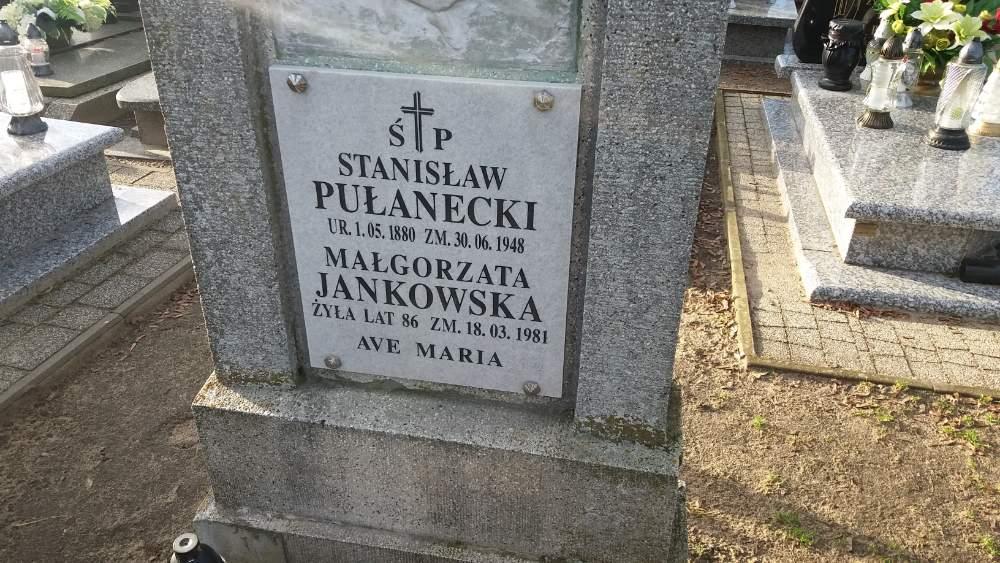 Ś P
STANISŁAW
PUŁANECKI
UR. 1.05. 1880 ZM. 30.06. 1948
MAŁGORZATA
JANKOWSKA
ŻYŁA LAT 86 ZM. 18.03. 1981
AVE MARIA